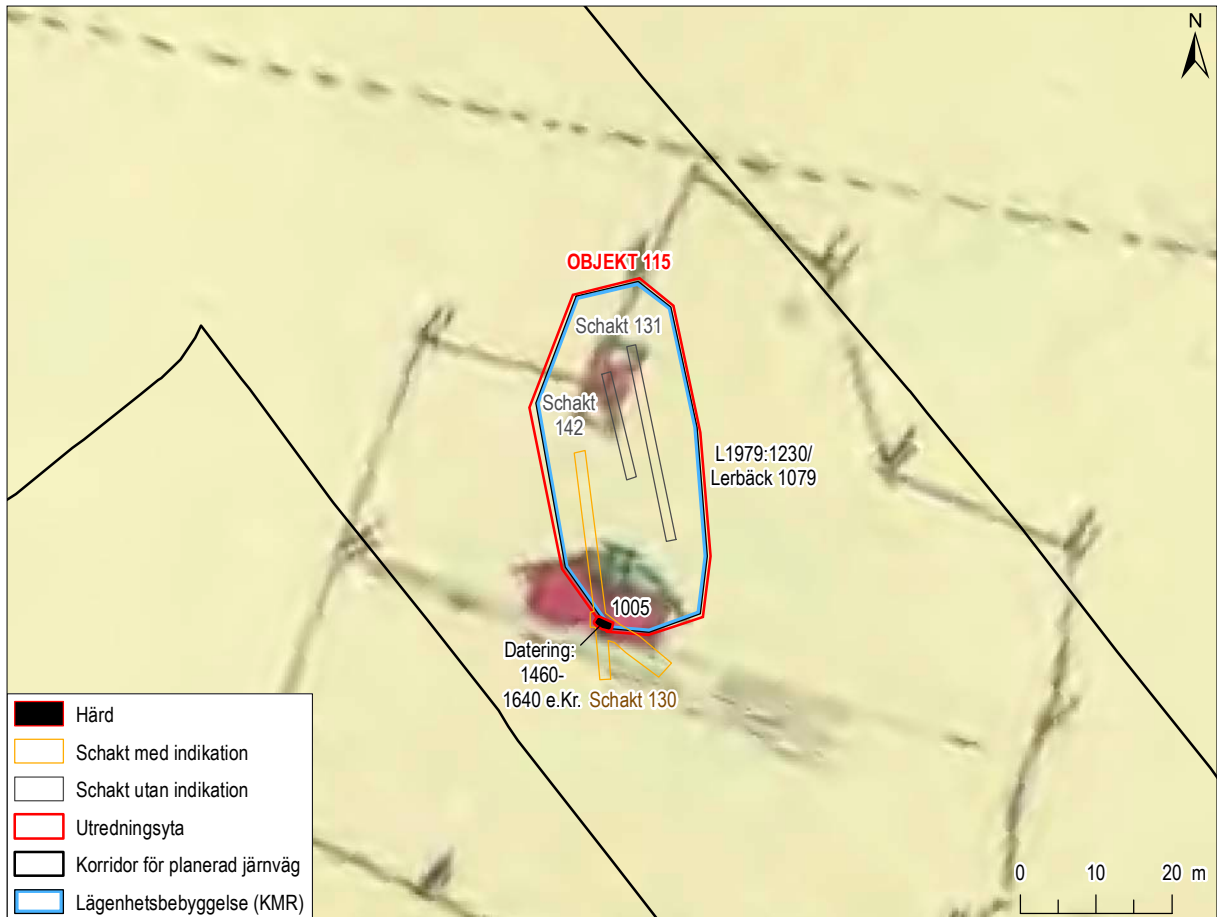 N
OBJEKT 115
Schakt 131
Schakt
142
L1979:1230/
Lerbäck 1079
1005
Datering:
1460-
1640 e.Kr.
Schakt 130
Härd
Schakt med indikation
Schakt utan indikation
Utredningsyta
Korridor för planerad järnväg
Lägenhetsbebyggelse (KMR)
0 10 20 m